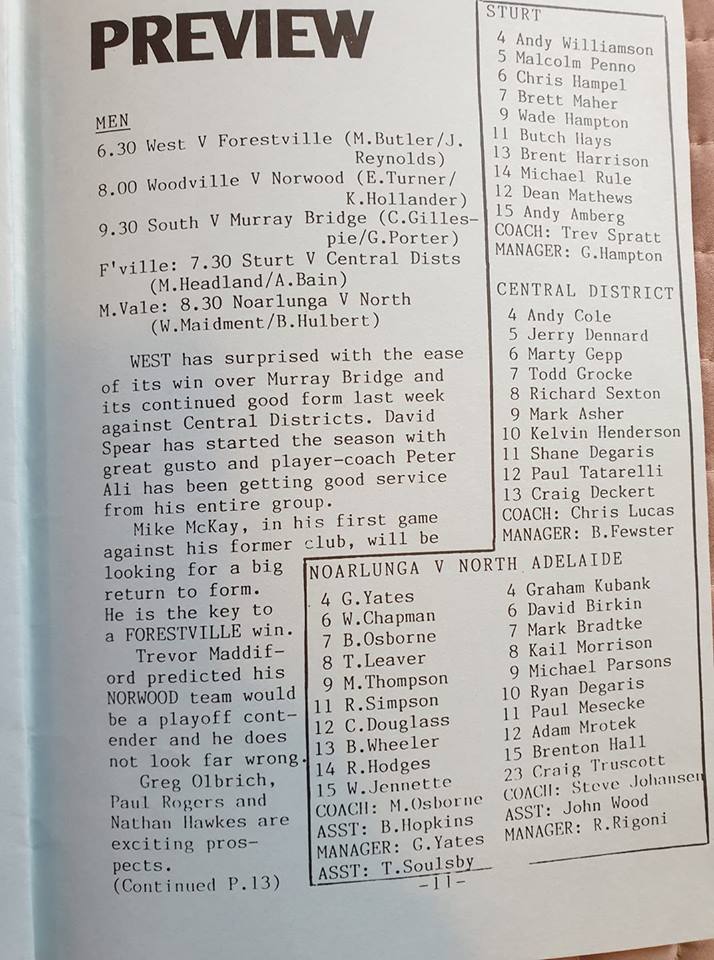 PREVIEW
MEN
6.30 West V Forestville (M.Butler/J.
Reynolds)
8.00 Woodville V Norwood (E.Turner/
K.Hollander)
9.30 South V Murray Bridge (C.Gilles-
pie/G.Porter)
F'ville: 7.30 Sturt V Central Dists
(M.Headland/A.Bain)
M.Vale: 8.30 Noarlunga V North
(W.Maidment/B.Hulbert)
WEST has surprised with the ease
of its win over Murray Bridge and
its continued good form last week
against Central Districts. David
Spear has started the season with
great gusto and player-coach Peter
Ali has been getting good service
from his entire group.
Mike McKay, in his first game
against his former club, will be
looking for a big
return to form.
He is the key to
a FORESTVILLE win.
Trevor Maddif-
ord predicted his
NORWOOD team would
be a playoff cont-
ender and he does
not look far wrong.
Greg Olbrich,
Paul Rogers and
Nathan Hawkes are
exciting pros-
pects.
(Continued P.13)
STURT
4 Andy Williamson
5 Malcolm Penno
6 Chris Hampel
7 Brett Maher
9 Wade Hampton
11 Butch Hays
13 Brent Harrison
14 Michael Rule
12 Dean Mathews
15 Andy Amberg
COACH: Trev Spratt
MANAGER: G.Hampton
CENTRAL DISTRICT
4 Andy Cole
5 Jerry Dennard
6 Marty Gepp
7 Todd Grocke
8 Richard Sexton
9 Mark Asher
10 Kelvin Henderson
11 Shane Degaris
12 Paul Tatarelli
13 Craig Deckert
COACH: Chris Lucas
MANAGER: B.Fewster
NOARLUNGA V NORTH ADELAIDE
4 G.Yates
6 W.Chapman
7 B.Osborne
8 T.Leaver
9 M.Thompson
11 R.Simpson
12 C.Douglass
13 B.Wheeler
14 R.Hodges
15 W.Jennette
COACH: M.Osborne
ASST: B.Hopkins
MANAGER: G.Yates
ASST: T.Soulsby
4 Graham Kubank
6 David Birkin
7 Mark Bradtke
8 Kail Morrison
9 Michael Parsons
10 Ryan Degaris
11 Paul Mesecke
12 Adam Mrotek
15 Brenton Hall
23 Craig Truscott
COACH: Steve Johansen
ASST: John Wood
MANAGER: R.Rigoni
-11-